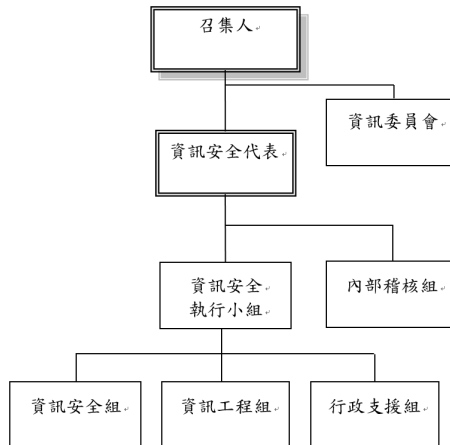 召集人
資訊委員會
資訊安全代表
資訊安全
執行小組
內部稽核組
資訊安全組
資訊工程組
行政支援組